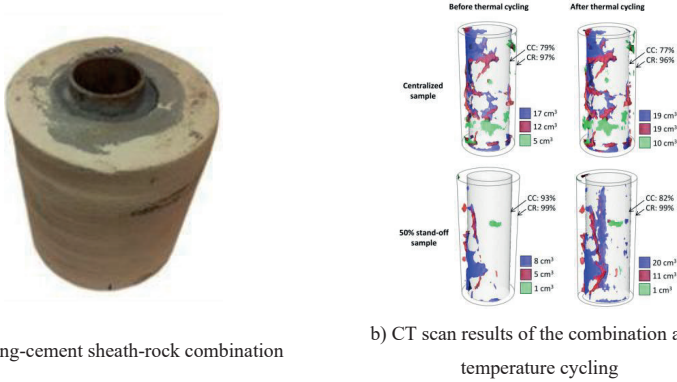 Before thermal cycling
After thermal cycling
Centralized
sample
CC: 79%
CR: 97%
17 cm³
12 cm³
5 cm³
CC: 77%
CR: 96%
19 cm³
19 cm³
10 cm³
50% stand-off
sample
CC: 93%
CR: 99%
8 cm³
5 cm³
1 cm³
CC: 82%
CR: 99%
20 cm³
11 cm³
1 cm³
ng-cement sheath-rock combination
b) CT scan results of the combination a
temperature cycling